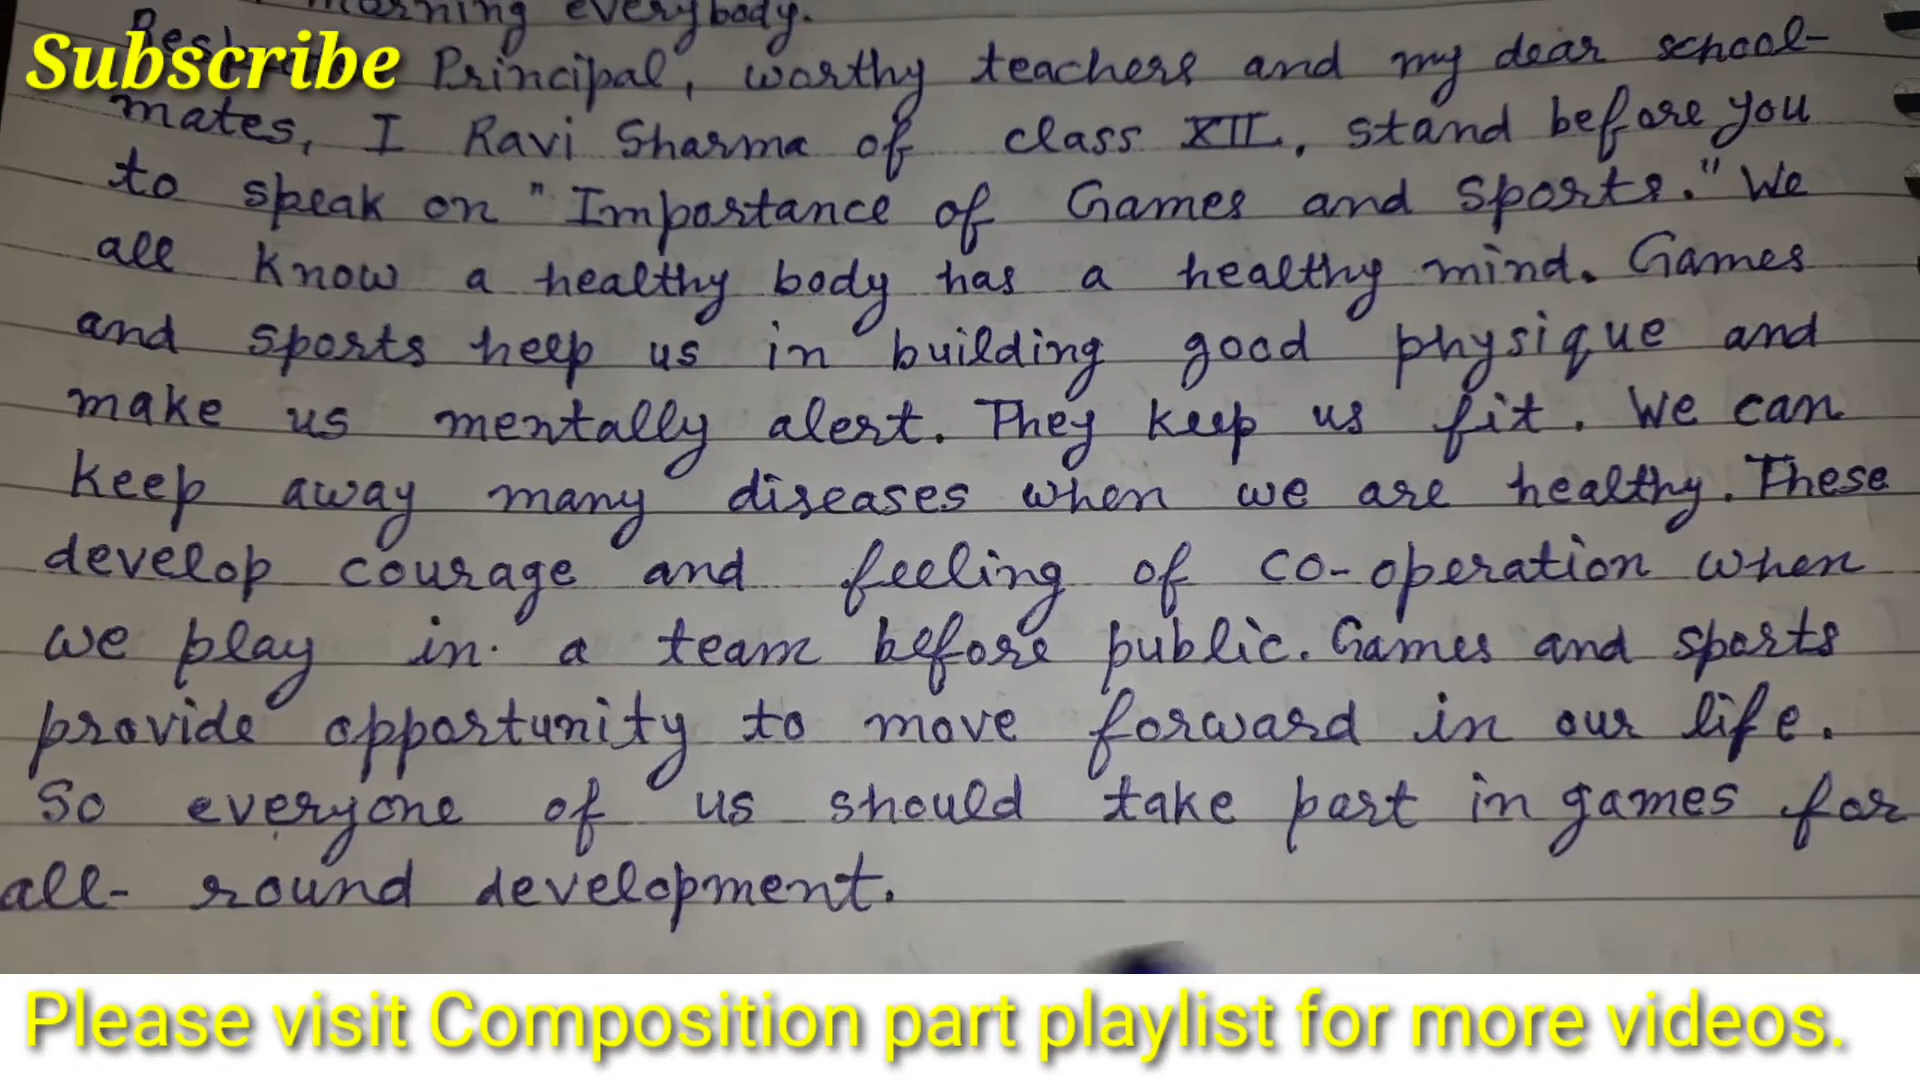 morning everybody.
Subscribe Principal, worthy teachers and my dear school-
mates, I Ravi Sharma of class XII, stand before you
to speak on "Importance of Games and Sports." We
all know a healthy body has a healthy mind. Games
and sports help us in building good physique and
make us mentally alert. They keep us fit. We can
keep away many diseases when we are healthy. These
develop courage and feeling of co-operation when
we play in a team before public. Games and sports
provide opportunity to move forward in our life.
So everyone of us should take part in games for
all-round development.
Please visit Composition part playlist for more videos.